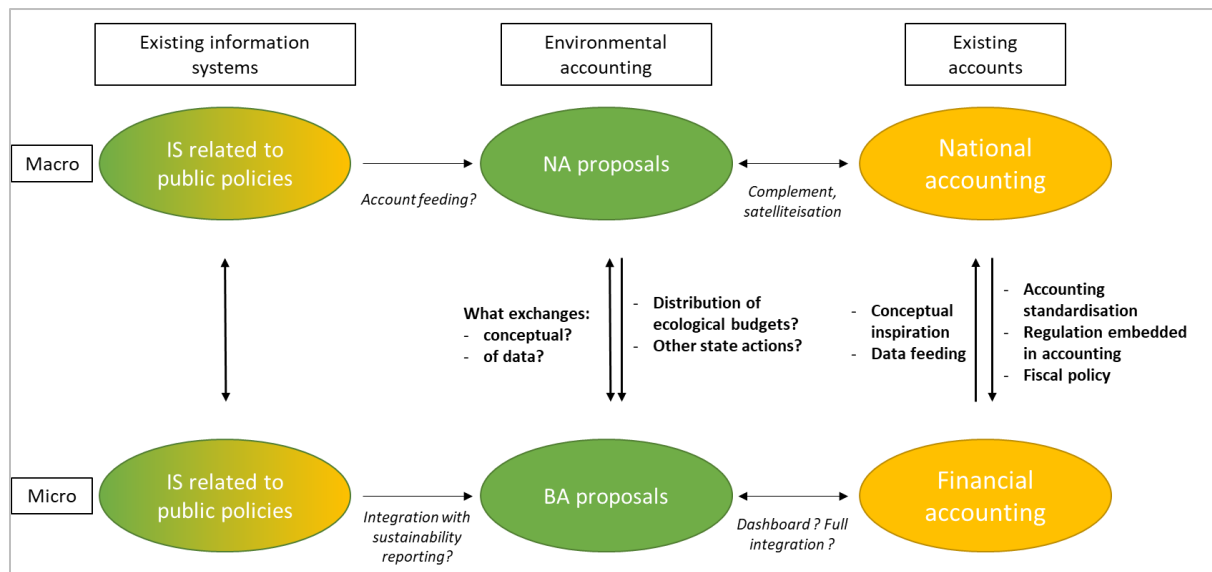 Existing information
systems
Environmental
accounting
Existing
accounts
Macro
IS related to
public policies
Account feeding?
NA proposals
Complement,
satelliteisation
National
accounting
What exchanges:
- conceptual?
- of data?
- Distribution of
ecological budgets?
- Other state actions?
- Conceptual
inspiration
- Data feeding
- Accounting
standardisation
- Regulation embedded
in accounting
- Fiscal policy
Micro
IS related to
public policies
Integration with
sustainability
reporting?
BA proposals
Dashboard ? Full
integration ?
Financial
accounting